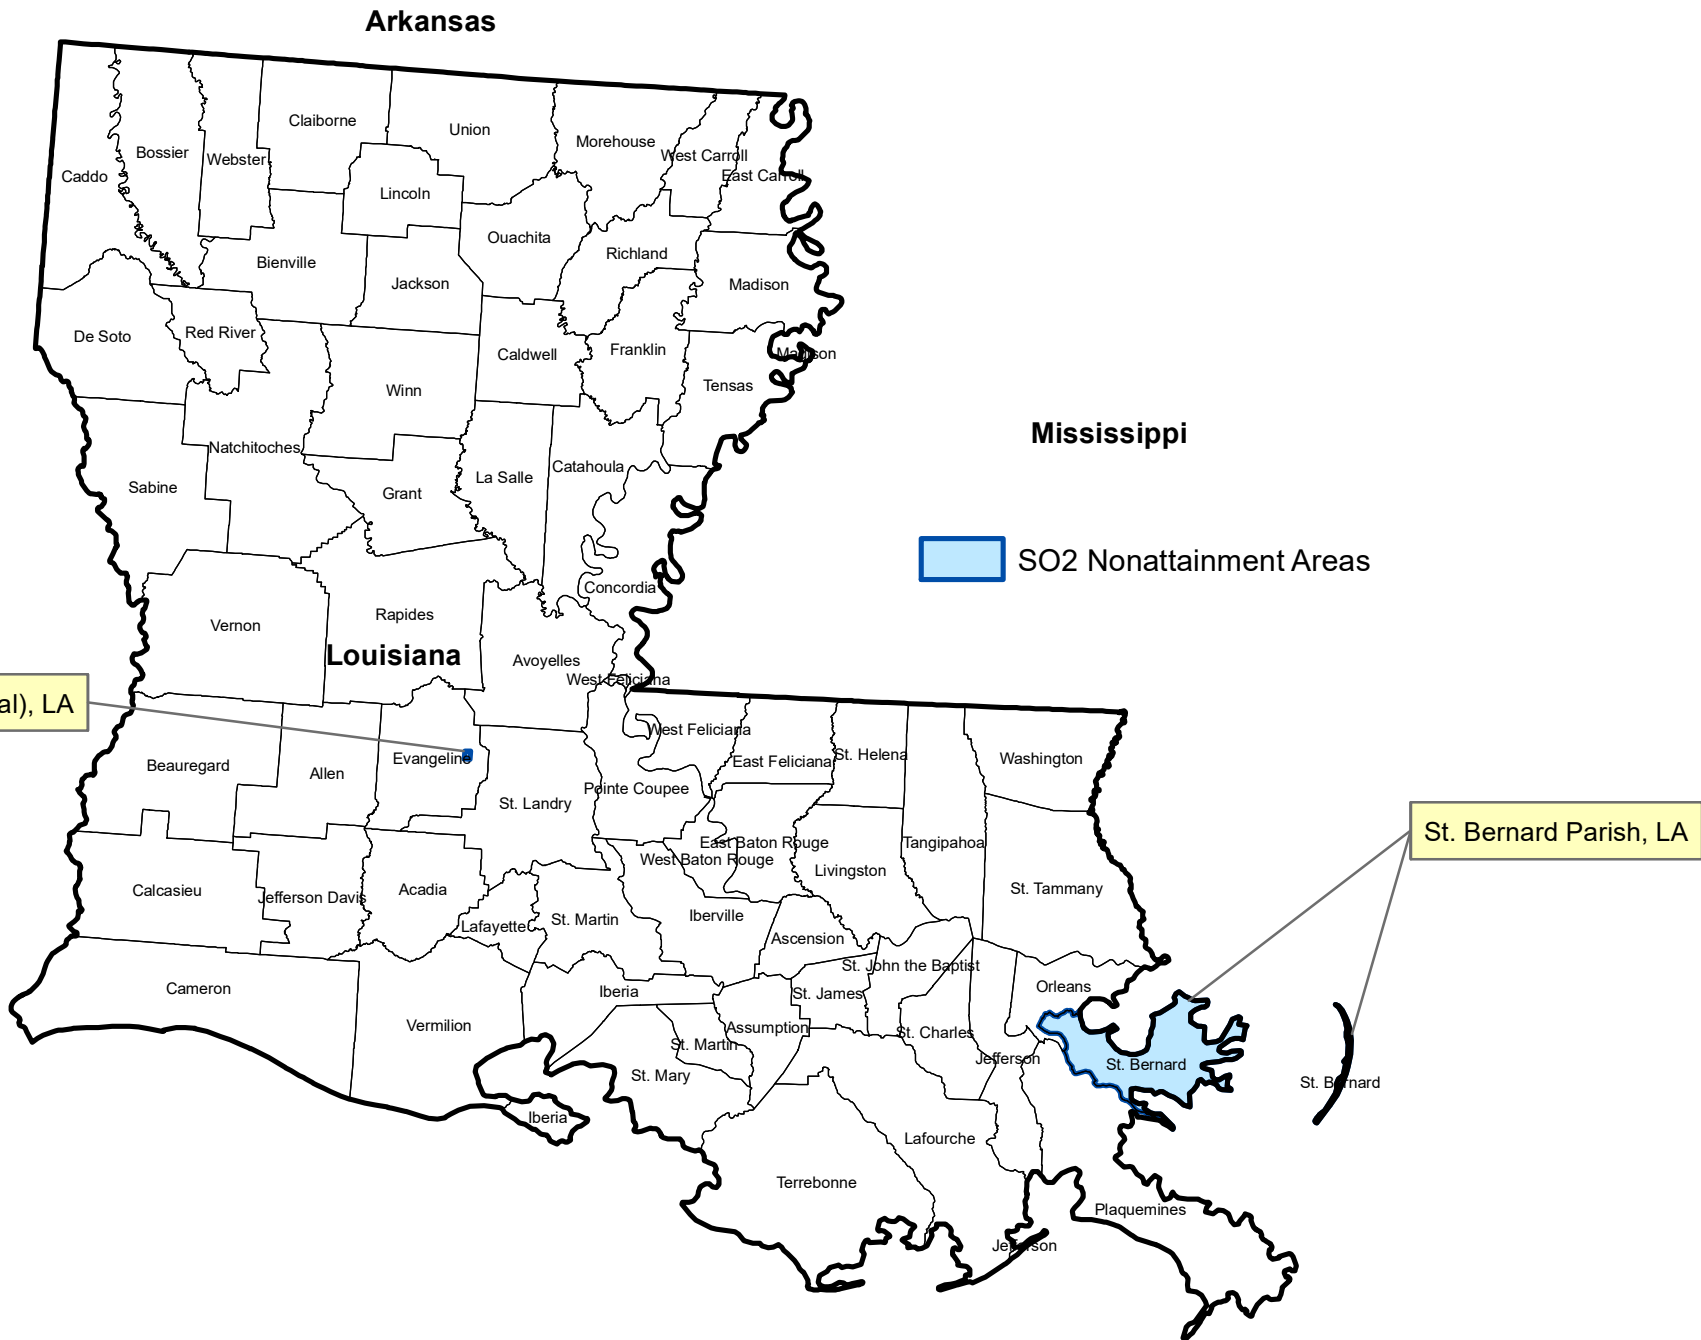 Arkansas
Claiborne
Union
Morehouse
Bossier
Webster
West Carroll
Caddo
East Carroll
Lincoln
Ouachita
Richland
Bienville
Jackson
Madison
De Soto
Red River
Caldwell
Franklin
Madison
Tensas
Winn
Mississippi
Natchitoches
Catahoula
La Salle
Sabine
Grant
SO2 Nonattainment Areas
Concordia
Rapides
Vernon
Louisiana
Avoyelles
West Feliciana
al), LA
West Feliciana
St. Helena
Evangeline
Washington
East Feliciana
Beauregard
Allen
Pointe Coupee
St. Landry
St. Bernard Parish, LA
East Baton Rouge
Tangipahoa
West Baton Rouge
Livingston
Calcasieu
Acadia
St. Tammany
Jefferson Davis
Iberville
St. Martin
Lafayette
Ascension
St. John the Baptist
Orleans
Cameron
Iberia
St. James
Vermilion
Assumption
St. Charles
St. Martin
Jefferson
St. Bernard
St. Mary
St. Bernard
Iberia
Lafourche
Terrebonne
Plaquemines
Jefferson